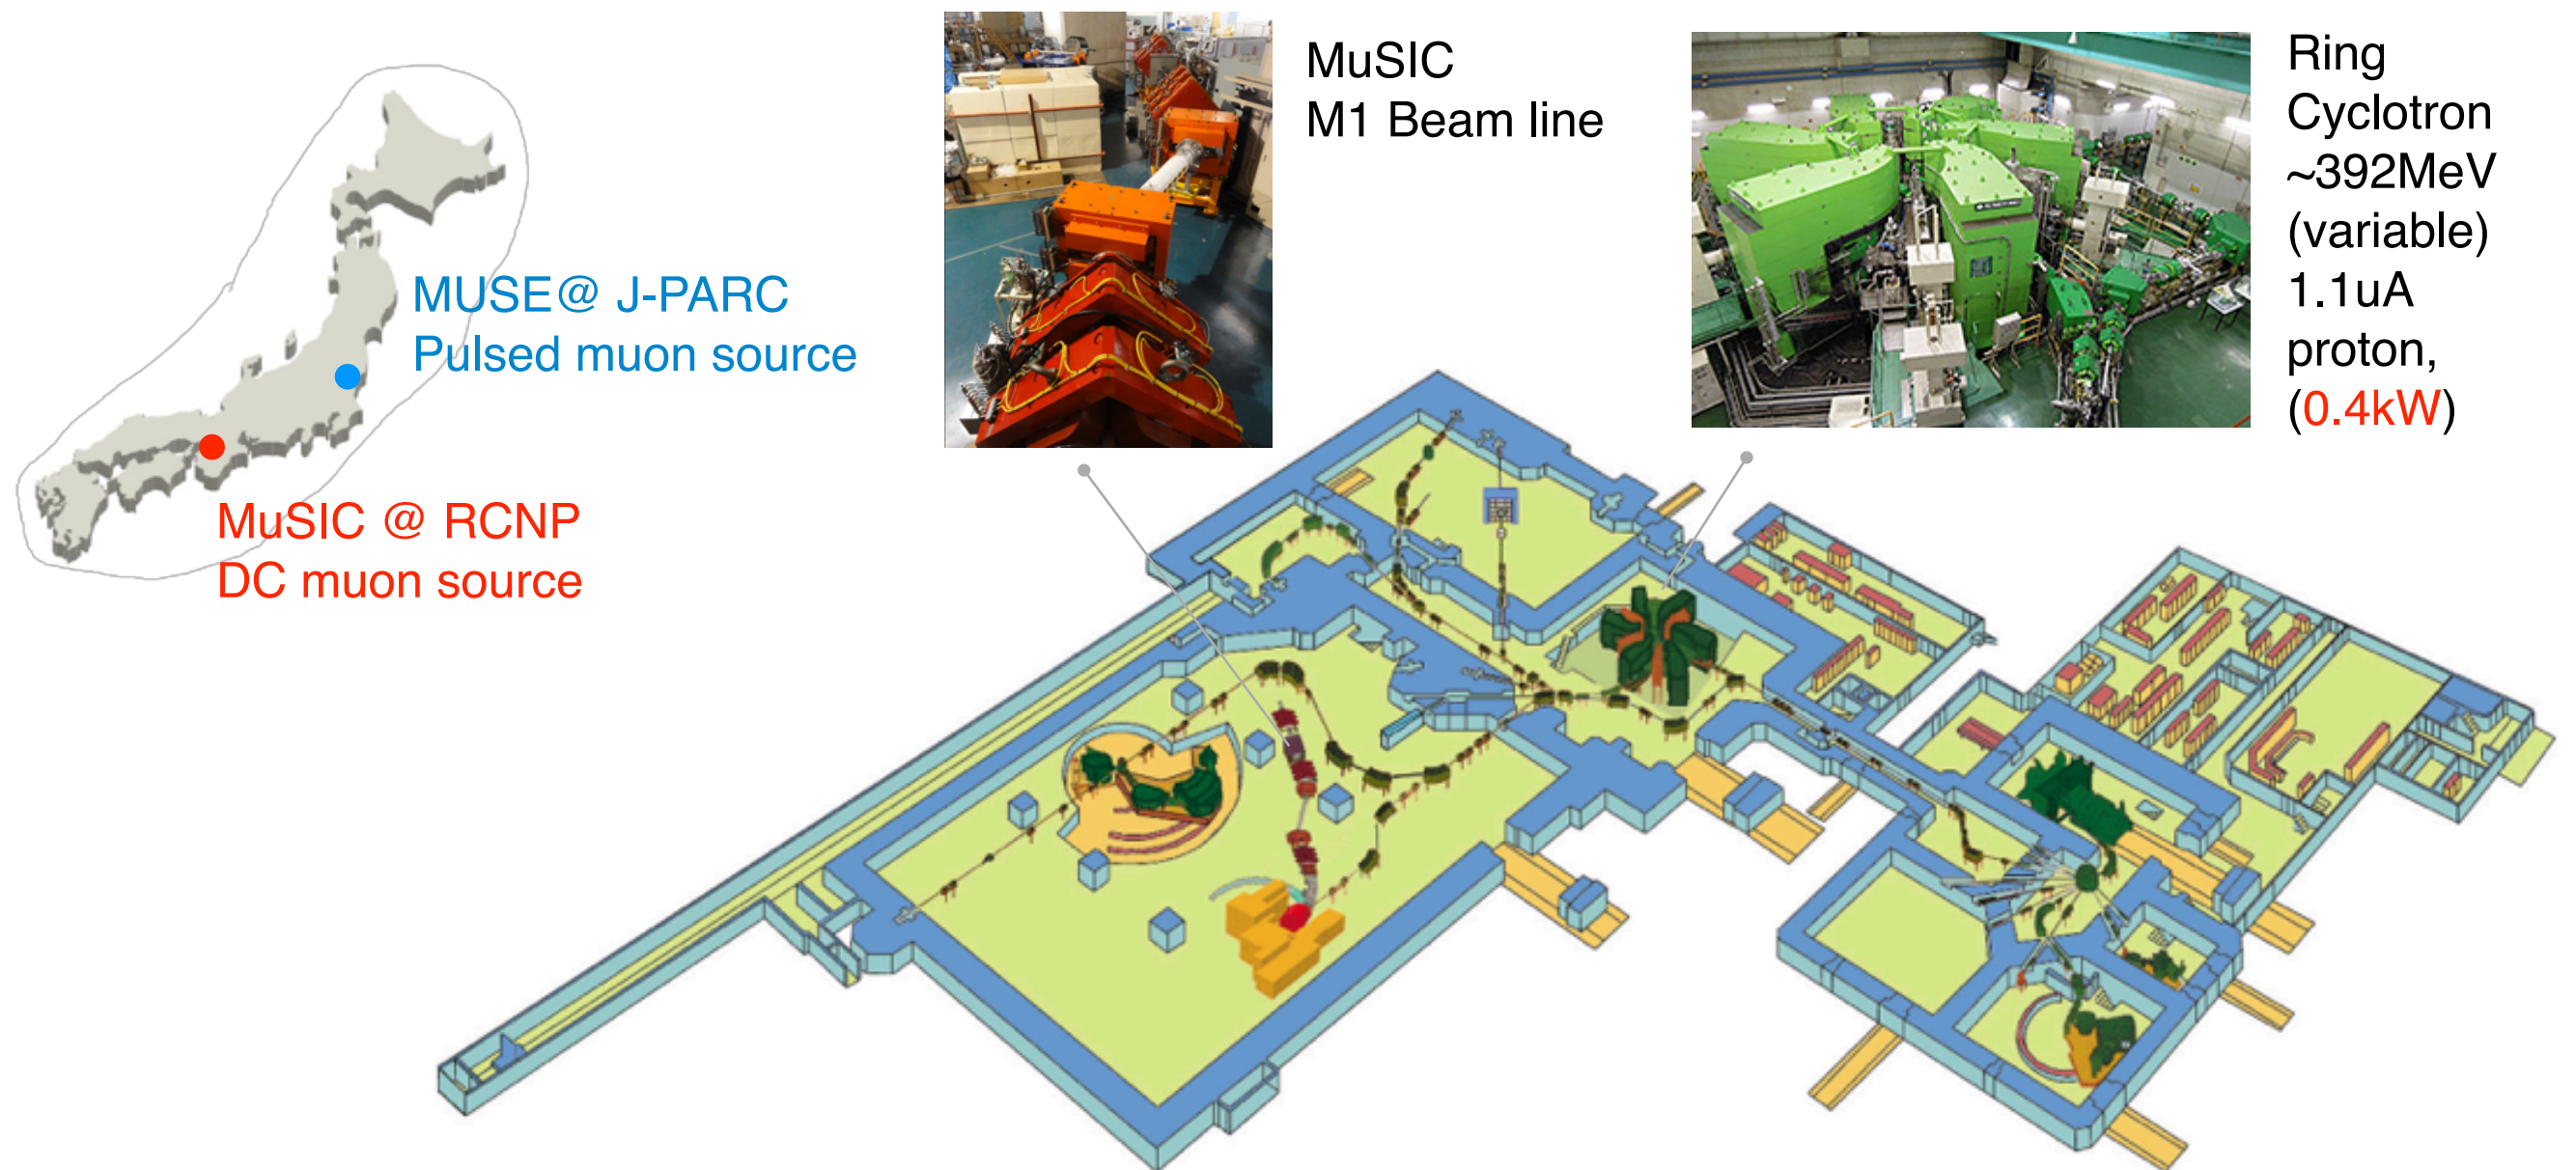 MUSE@ J-PARC
Pulsed muon source
MuSIC @ RCNP
DC muon source
MuSIC
M1 Beam line
Ring
Cyclotron
~392MeV
(variable)
1.1uA
proton,
(0.4kW)